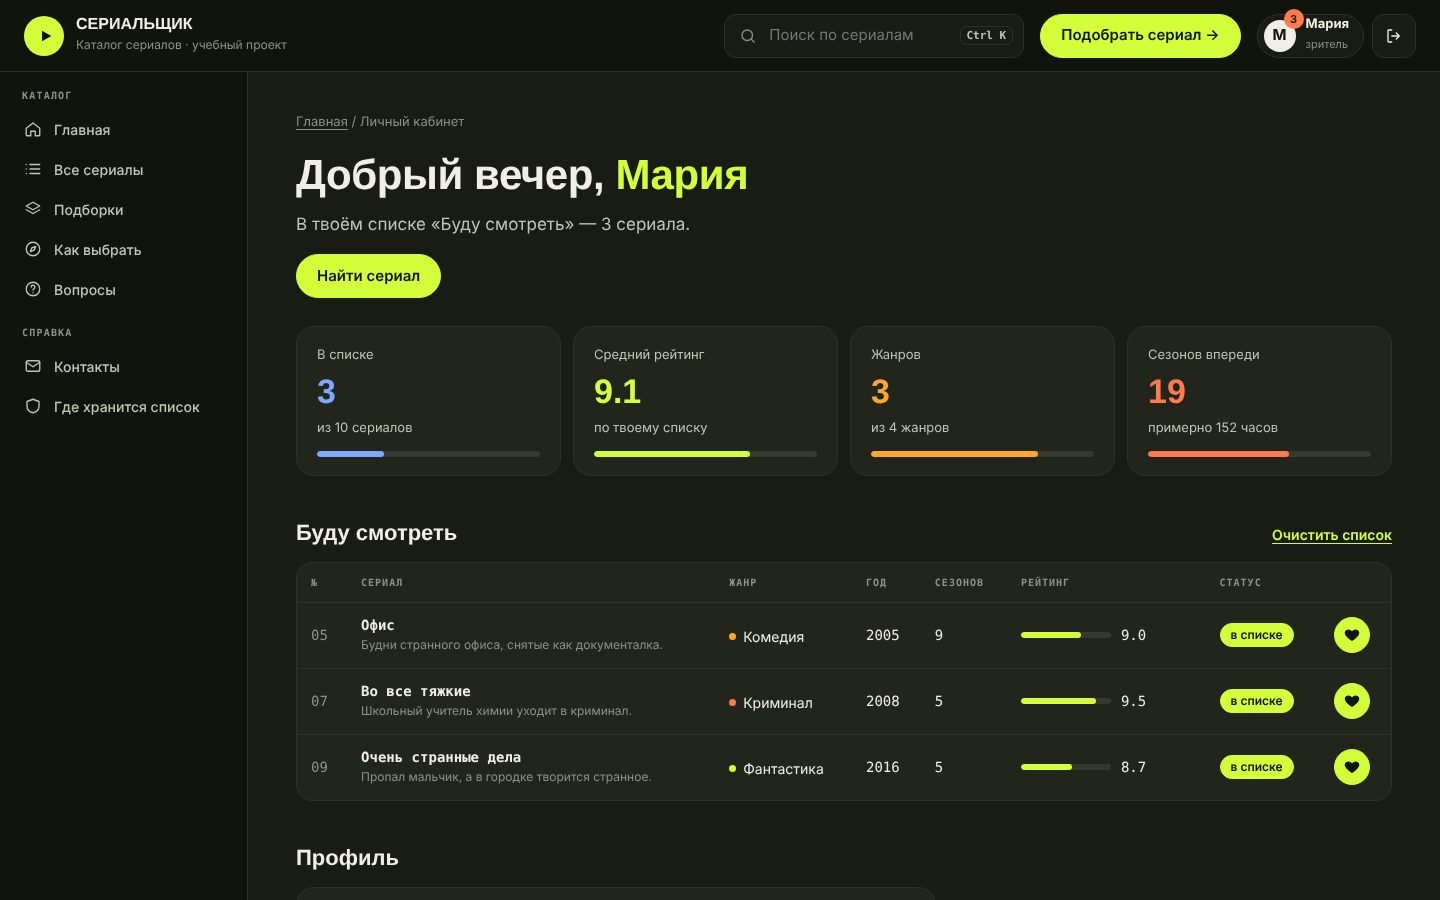 СЕРИАЛЬЩИК
Каталог сериалов · учебный проект
Поиск по сериалам
Ctrl K
Подобрать сериал →
М
3
Мария
зритель
КАТАЛОГ
Главная
Все сериалы
Подборки
Как выбрать
Вопросы
СПРАВКА
Контакты
Где хранится список
Главная / Личный кабинет
Добрый вечер, Мария
В твоём списке «Буду смотреть» — 3 сериала.
Найти сериал
В списке
3
из 10 сериалов
Средний рейтинг
9.1
по твоему списку
Жанров
3
из 4 жанров
Сезонов впереди
19
примерно 152 часов
Буду смотреть
Очистить список
№ СЕРИАЛ ЖАНР ГОД СЕЗОНОВ РЕЙТИНГ СТАТУС
05 Офис Комедия 2005 9 9.0 в списке
Будни странного офиса, снятые как документалка.
07 Во все тяжкие Криминал 2008 5 9.5 в списке
Школьный учитель химии уходит в криминал.
09 Очень странные дела Фантастика 2016 5 8.7 в списке
Пропал мальчик, а в городке творится странное.
Профиль